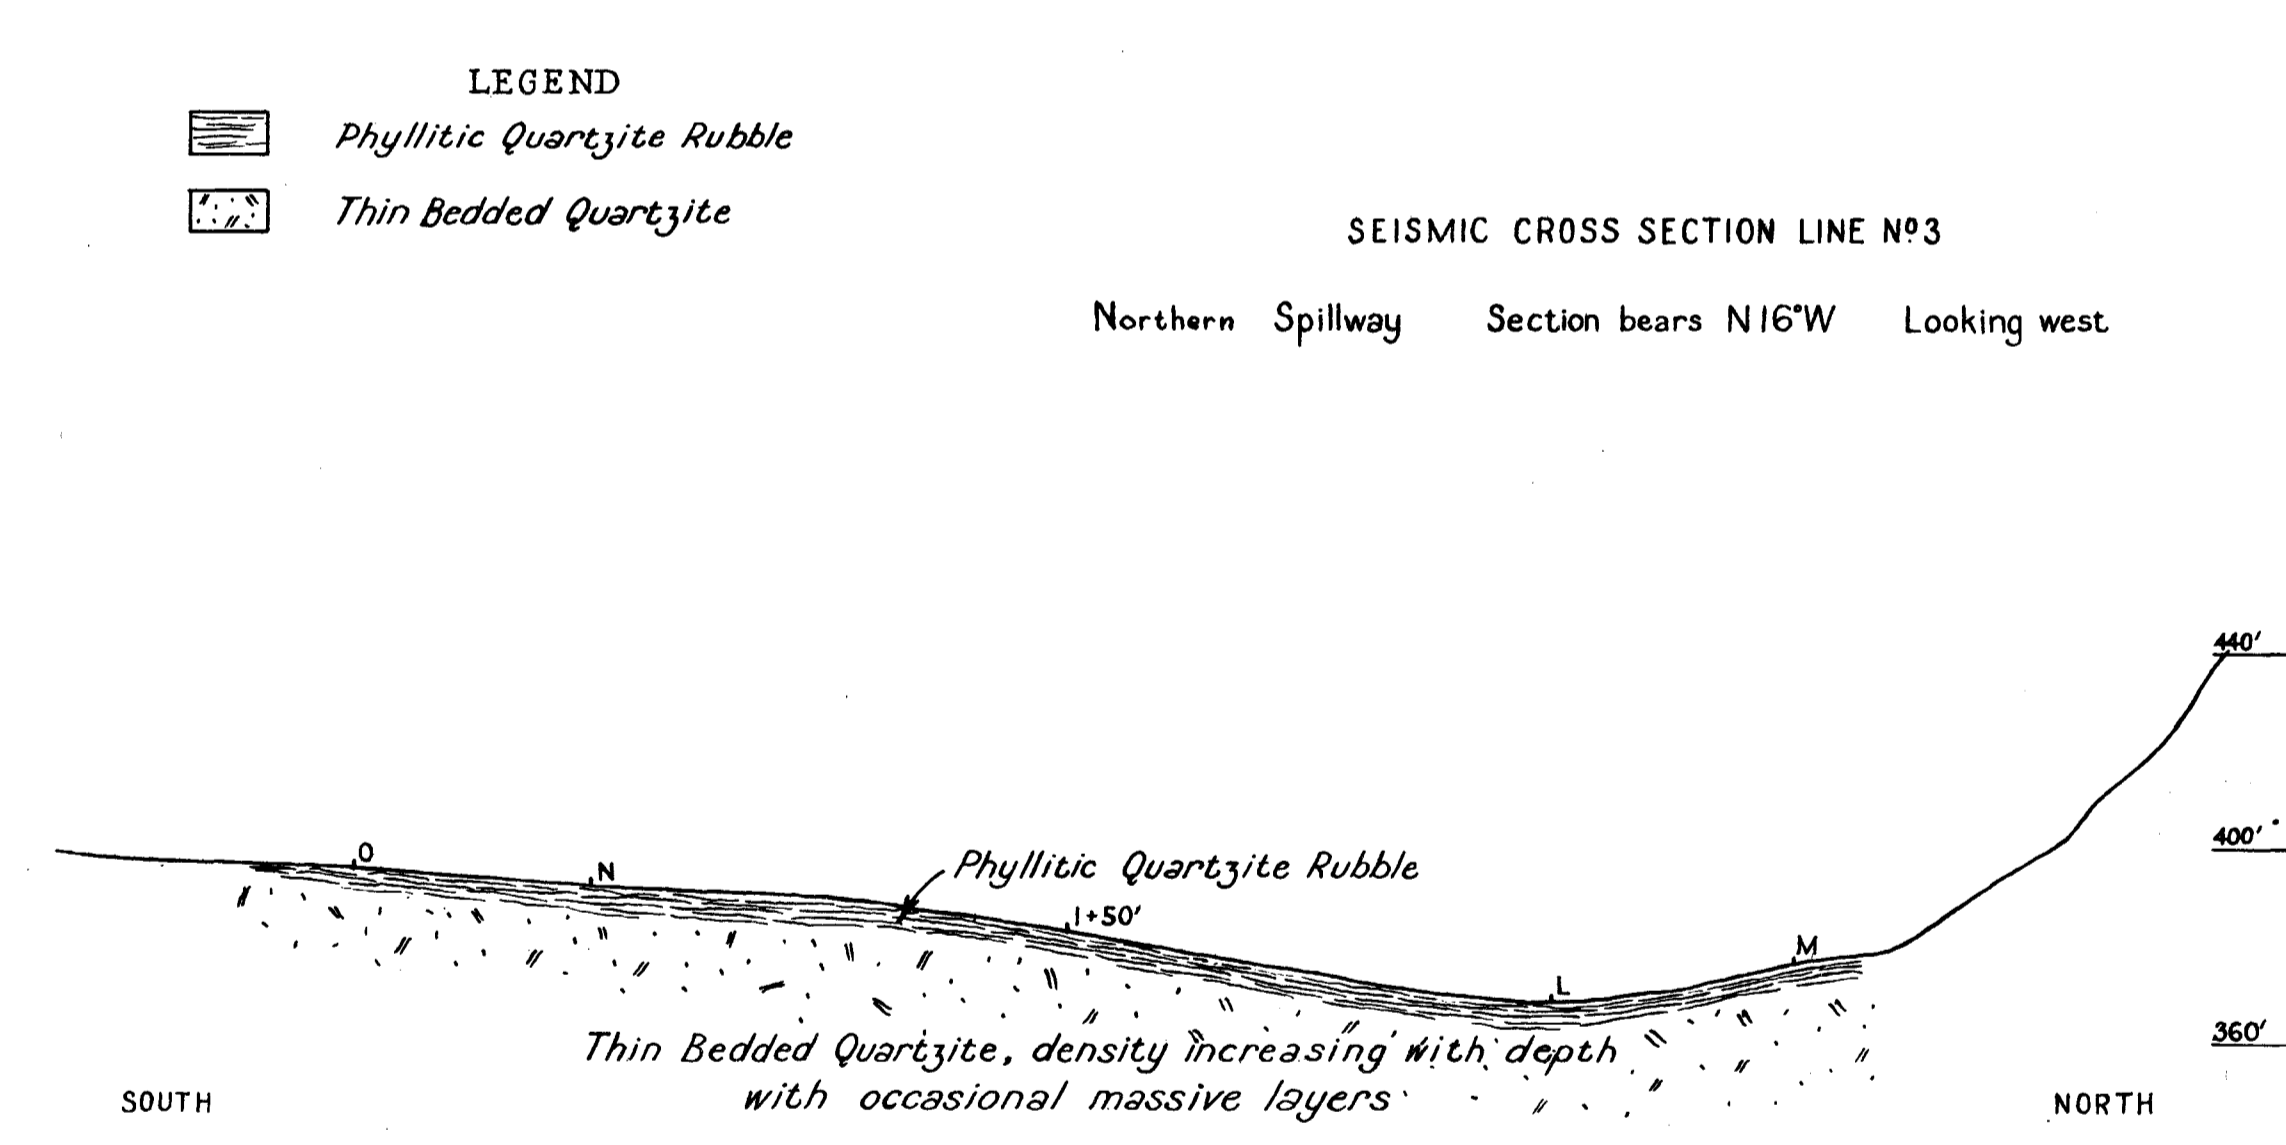 LEGEND
Phyllitic Quartzite Rubble
Thin Bedded Quartzite
SEISMIC CROSS SECTION LINE Nº3
Northern Spillway Section bears N16°W Looking west
440'
400'
O
N
Phyllitic Quartzite Rubble
1+50'
M
L
360'
Thin Bedded Quartzite, density increasing with depth
with occasional massive layers
SOUTH
NORTH